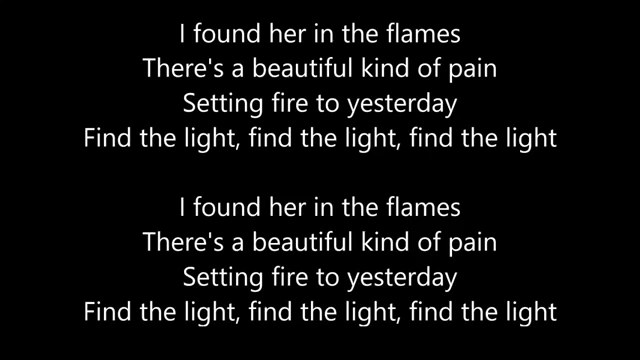 I found her in the flames
There's a beautiful kind of pain
Setting fire to yesterday
Find the light, find the light, find the light

I found her in the flames
There's a beautiful kind of pain
Setting fire to yesterday
Find the light, find the light, find the light